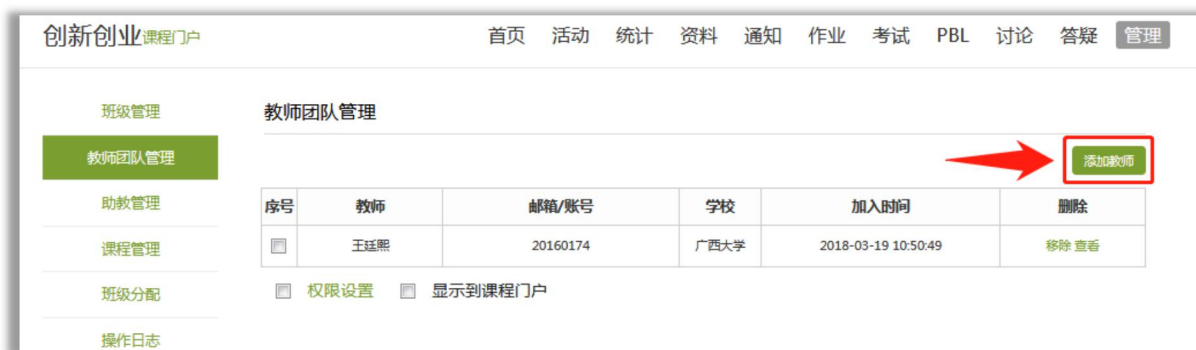 创新创业课程门户 首页 活动 统计 资料 通知 作业 考试 PBL 讨论 答疑 管理
班级管理
教师团队管理
助教管理
课程管理
班级分配
操作日志
教师团队管理
添加教师
序号 教师 邮箱/账号 学校 加入时间 删除
王廷熙 20160174 广西大学 2018-03-19 10:50:49 移除 查看
权限设置 显示到课程门户